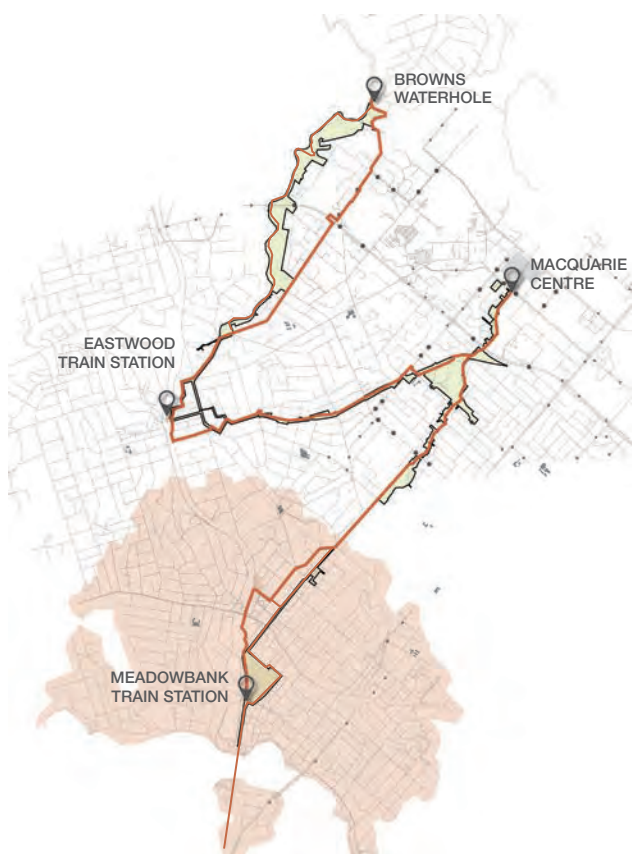 BROWNS
WATERHOLE
MACQUARIE
CENTRE
EASTWOOD
TRAIN STATION
MEADOWBANK
TRAIN STATION